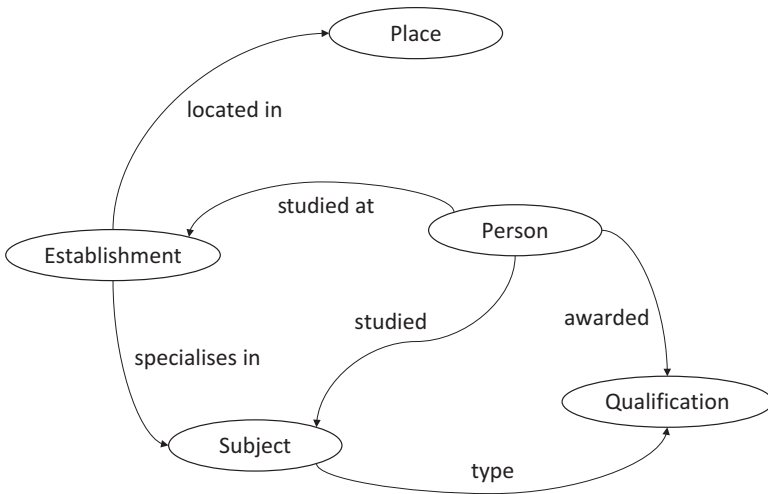 Place
located in
studied at
Person
Establishment
studied
awarded
specialises in
Qualification
Subject
type